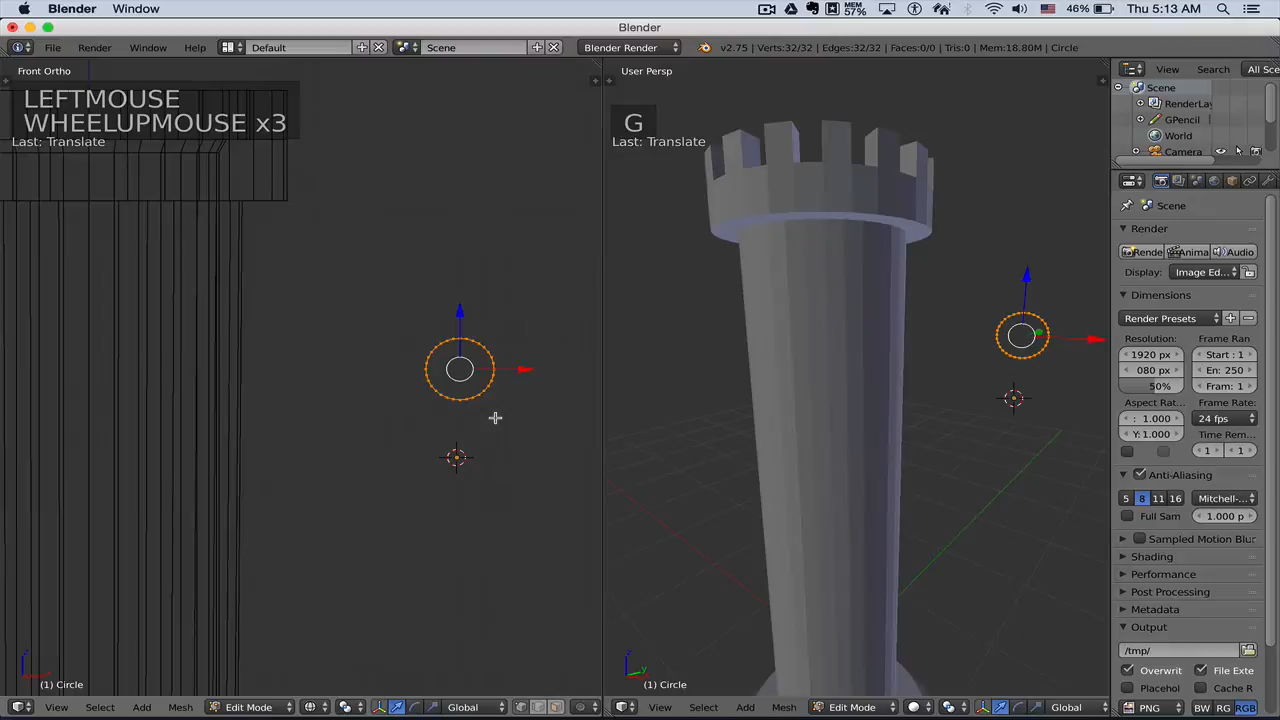 Blender Window MEM 57% 46% Thu 5:13 AM
Blender
File Render Window Help Default Scene Blender Render v2.75 | Verts:32/32 | Edges:32/32 | Faces:0/0 | Tris:0 | Mem:18.80M | Circle
Front Ortho
LEFTMOUSE
WHEELUPMOUSE x3
Last: Translate
(1) Circle
View Select Add Mesh Edit Mode Global
User Persp
G
Last: Translate
(1) Circle
View Select Add Mesh Edit Mode Global
View Search All Sce
Scene
RenderLay
GPencil
World
Camera
Scene
Render
Rende Anima Audio
Display: Image Ed...
Dimensions
Render Presets
Resolution: Frame Ran
1920 px Start : 1
080 px En: 250
50% Fram: 1
Aspect Rat... Frame Rate:
: 1.000 24 fps
Y: 1.000 Time Rem...
1 1
Anti-Aliasing
5 8 11 16 Mitchell-...
Full Sam 1.000 p
Sampled Motion Blur
Shading
Performance
Post Processing
Metadata
Output
/tmp/
Overwrit File Exte
Placehol Cache R
PNG BW RG RGB